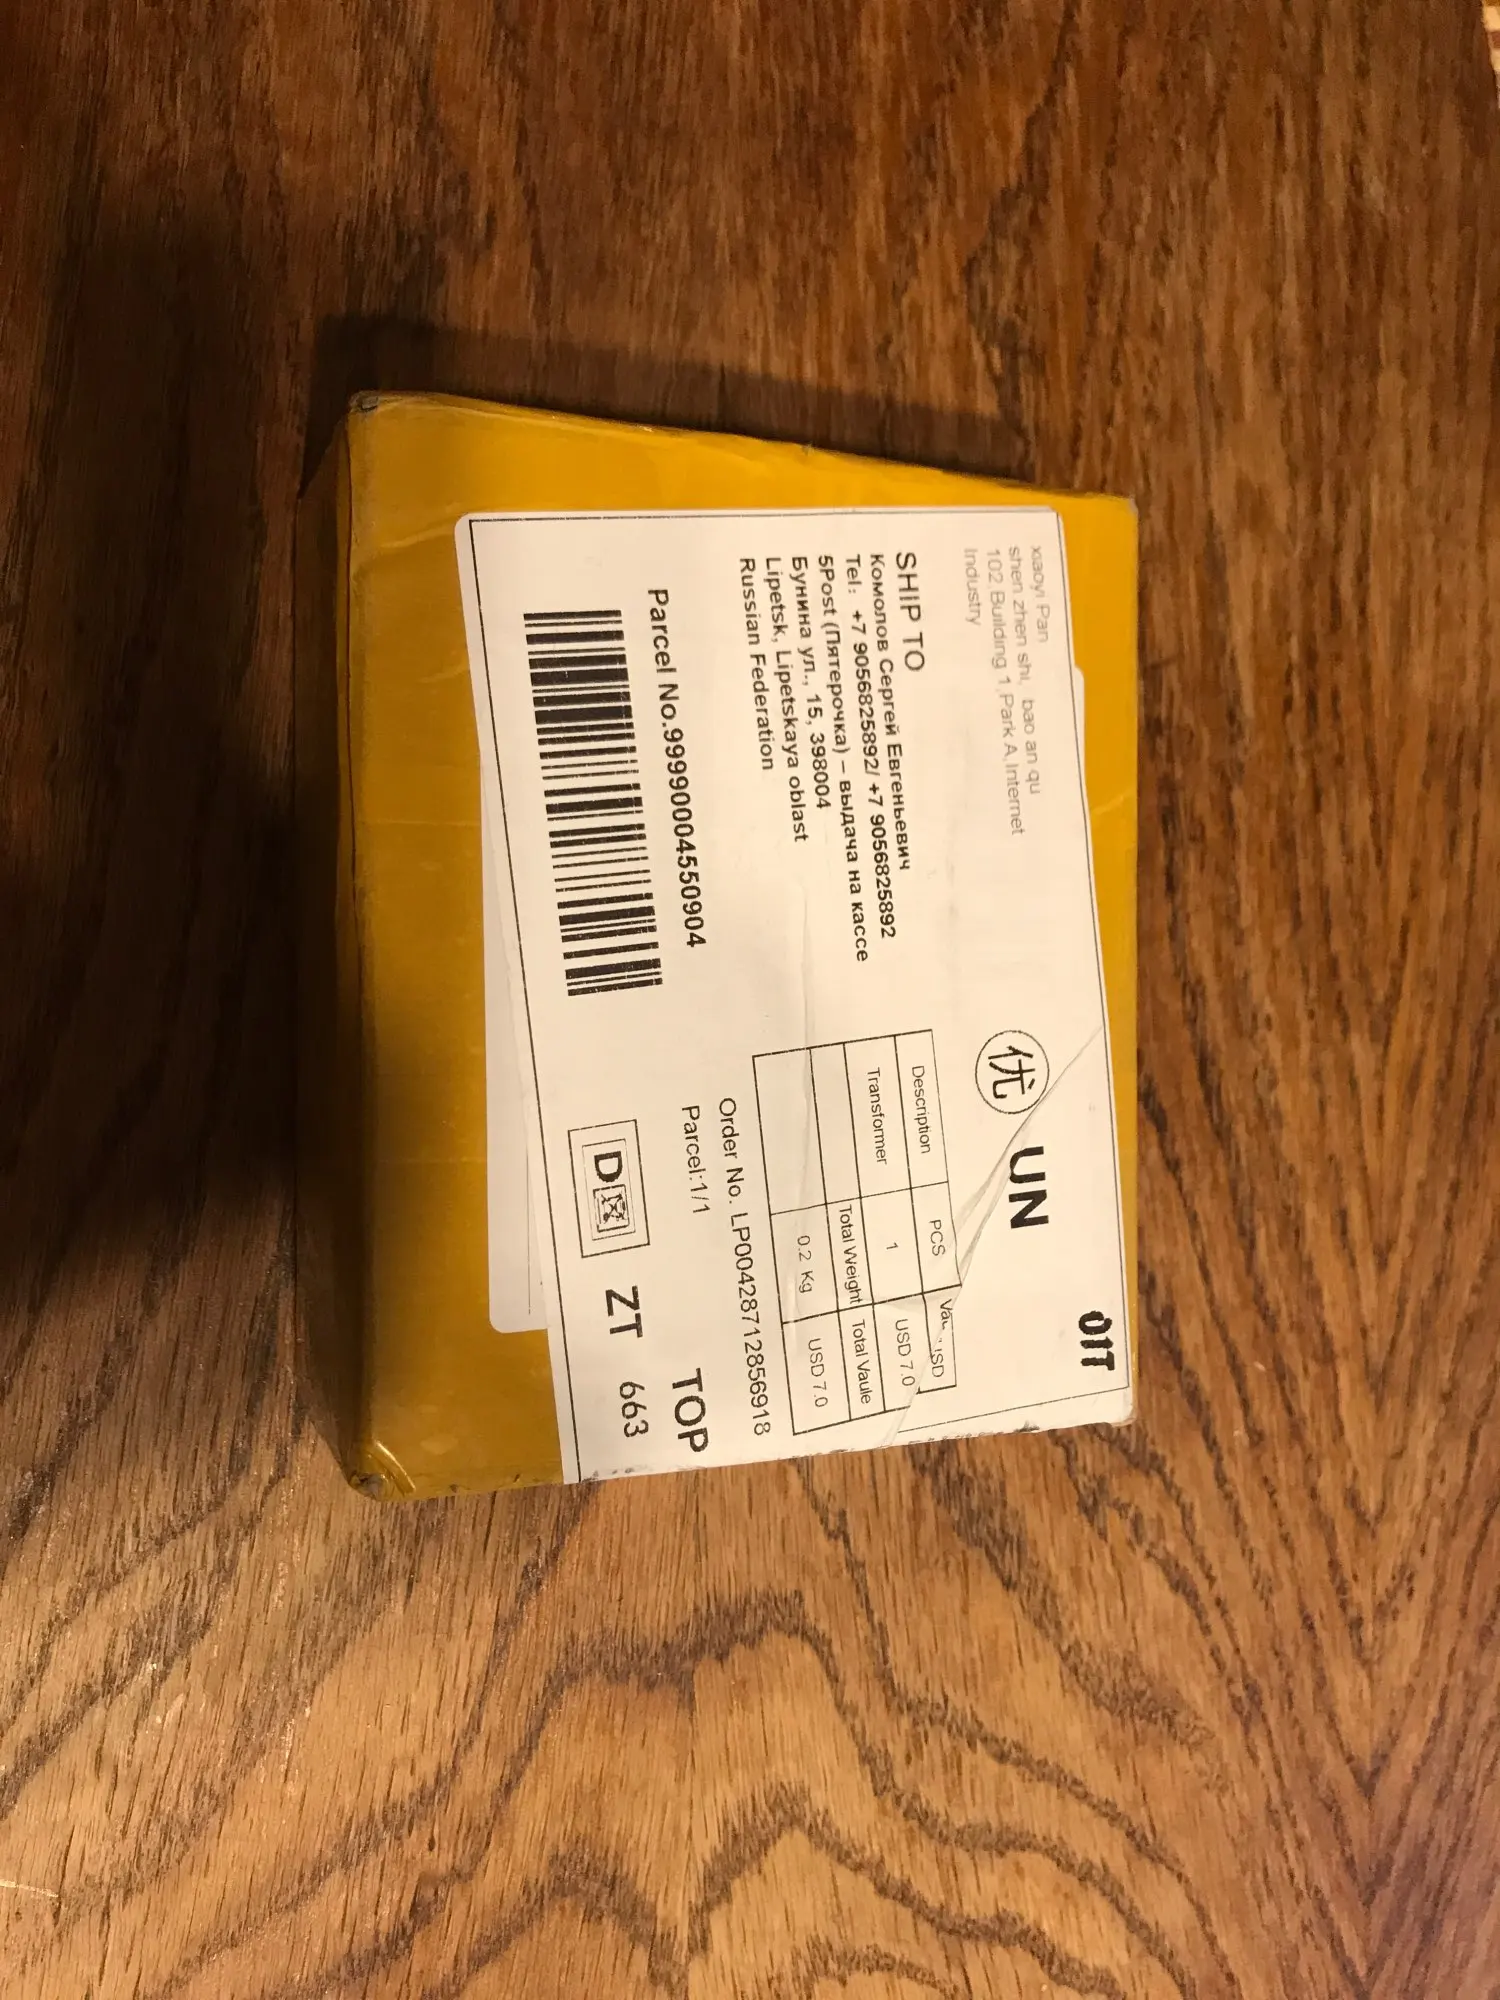 xiaoyi Pan
shen zhen shi, bao an qu
102,Building 1,Park A,Internet
Industry
优
UN
01T
SHIP TO
Комолов Сергей Евгеньевич
Tel: +7 9056825892/ +7 9056825892
5Post (Пятерочка) – выдача на кассе
Бунина ул., 15, 398004
Lipetsk, Lipetskaya oblast
Russian Federation
Description PCS USD
Transformer 1 USD 7.0
Total Weight Total Vaule
0.2 Kg USD 7.0
Parcel No.99990004550904
Order No. LP00428712856918
Parcel:1/1
TOP
D
ZT 663